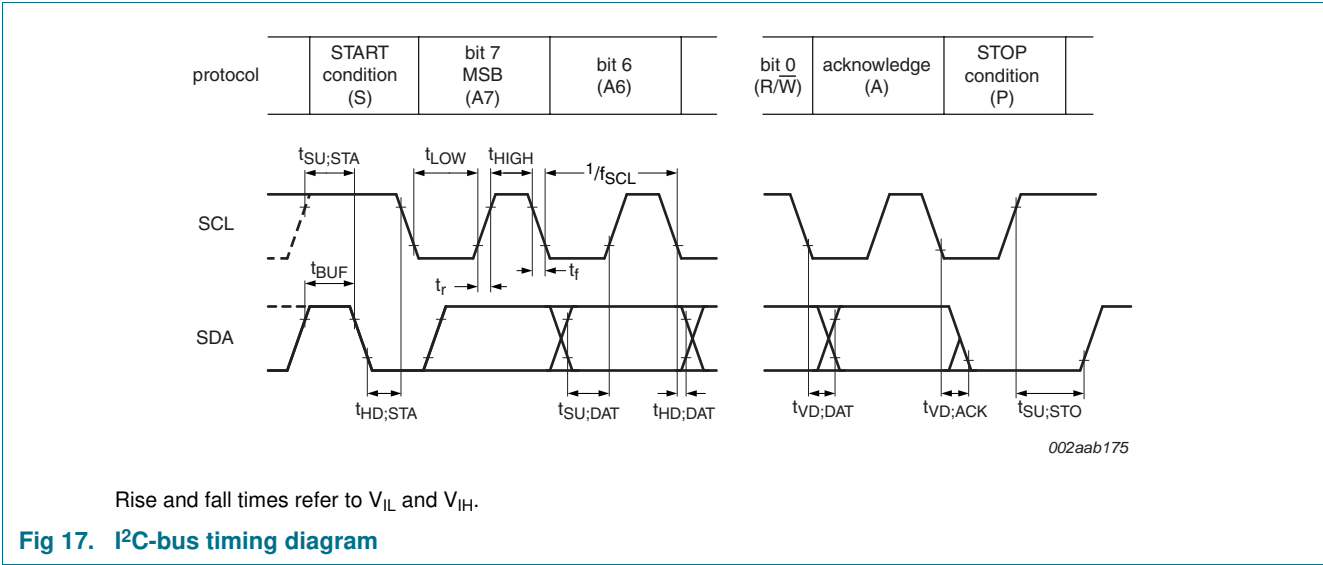 protocol
START condition (S)
bit 7 MSB (A7)
bit 6 (A6)
bit 0 (R/W̅)
acknowledge (A)
STOP condition (P)
tSU;STA
tLOW
tHIGH
1/fSCL
SCL
tBUF
tr
tf
SDA
tHD;STA
tSU;DAT
tHD;DAT
tVD;DAT
tVD;ACK
tSU;STO
002aab175
Rise and fall times refer to VIL and VIH.
Fig 17. I²C-bus timing diagram